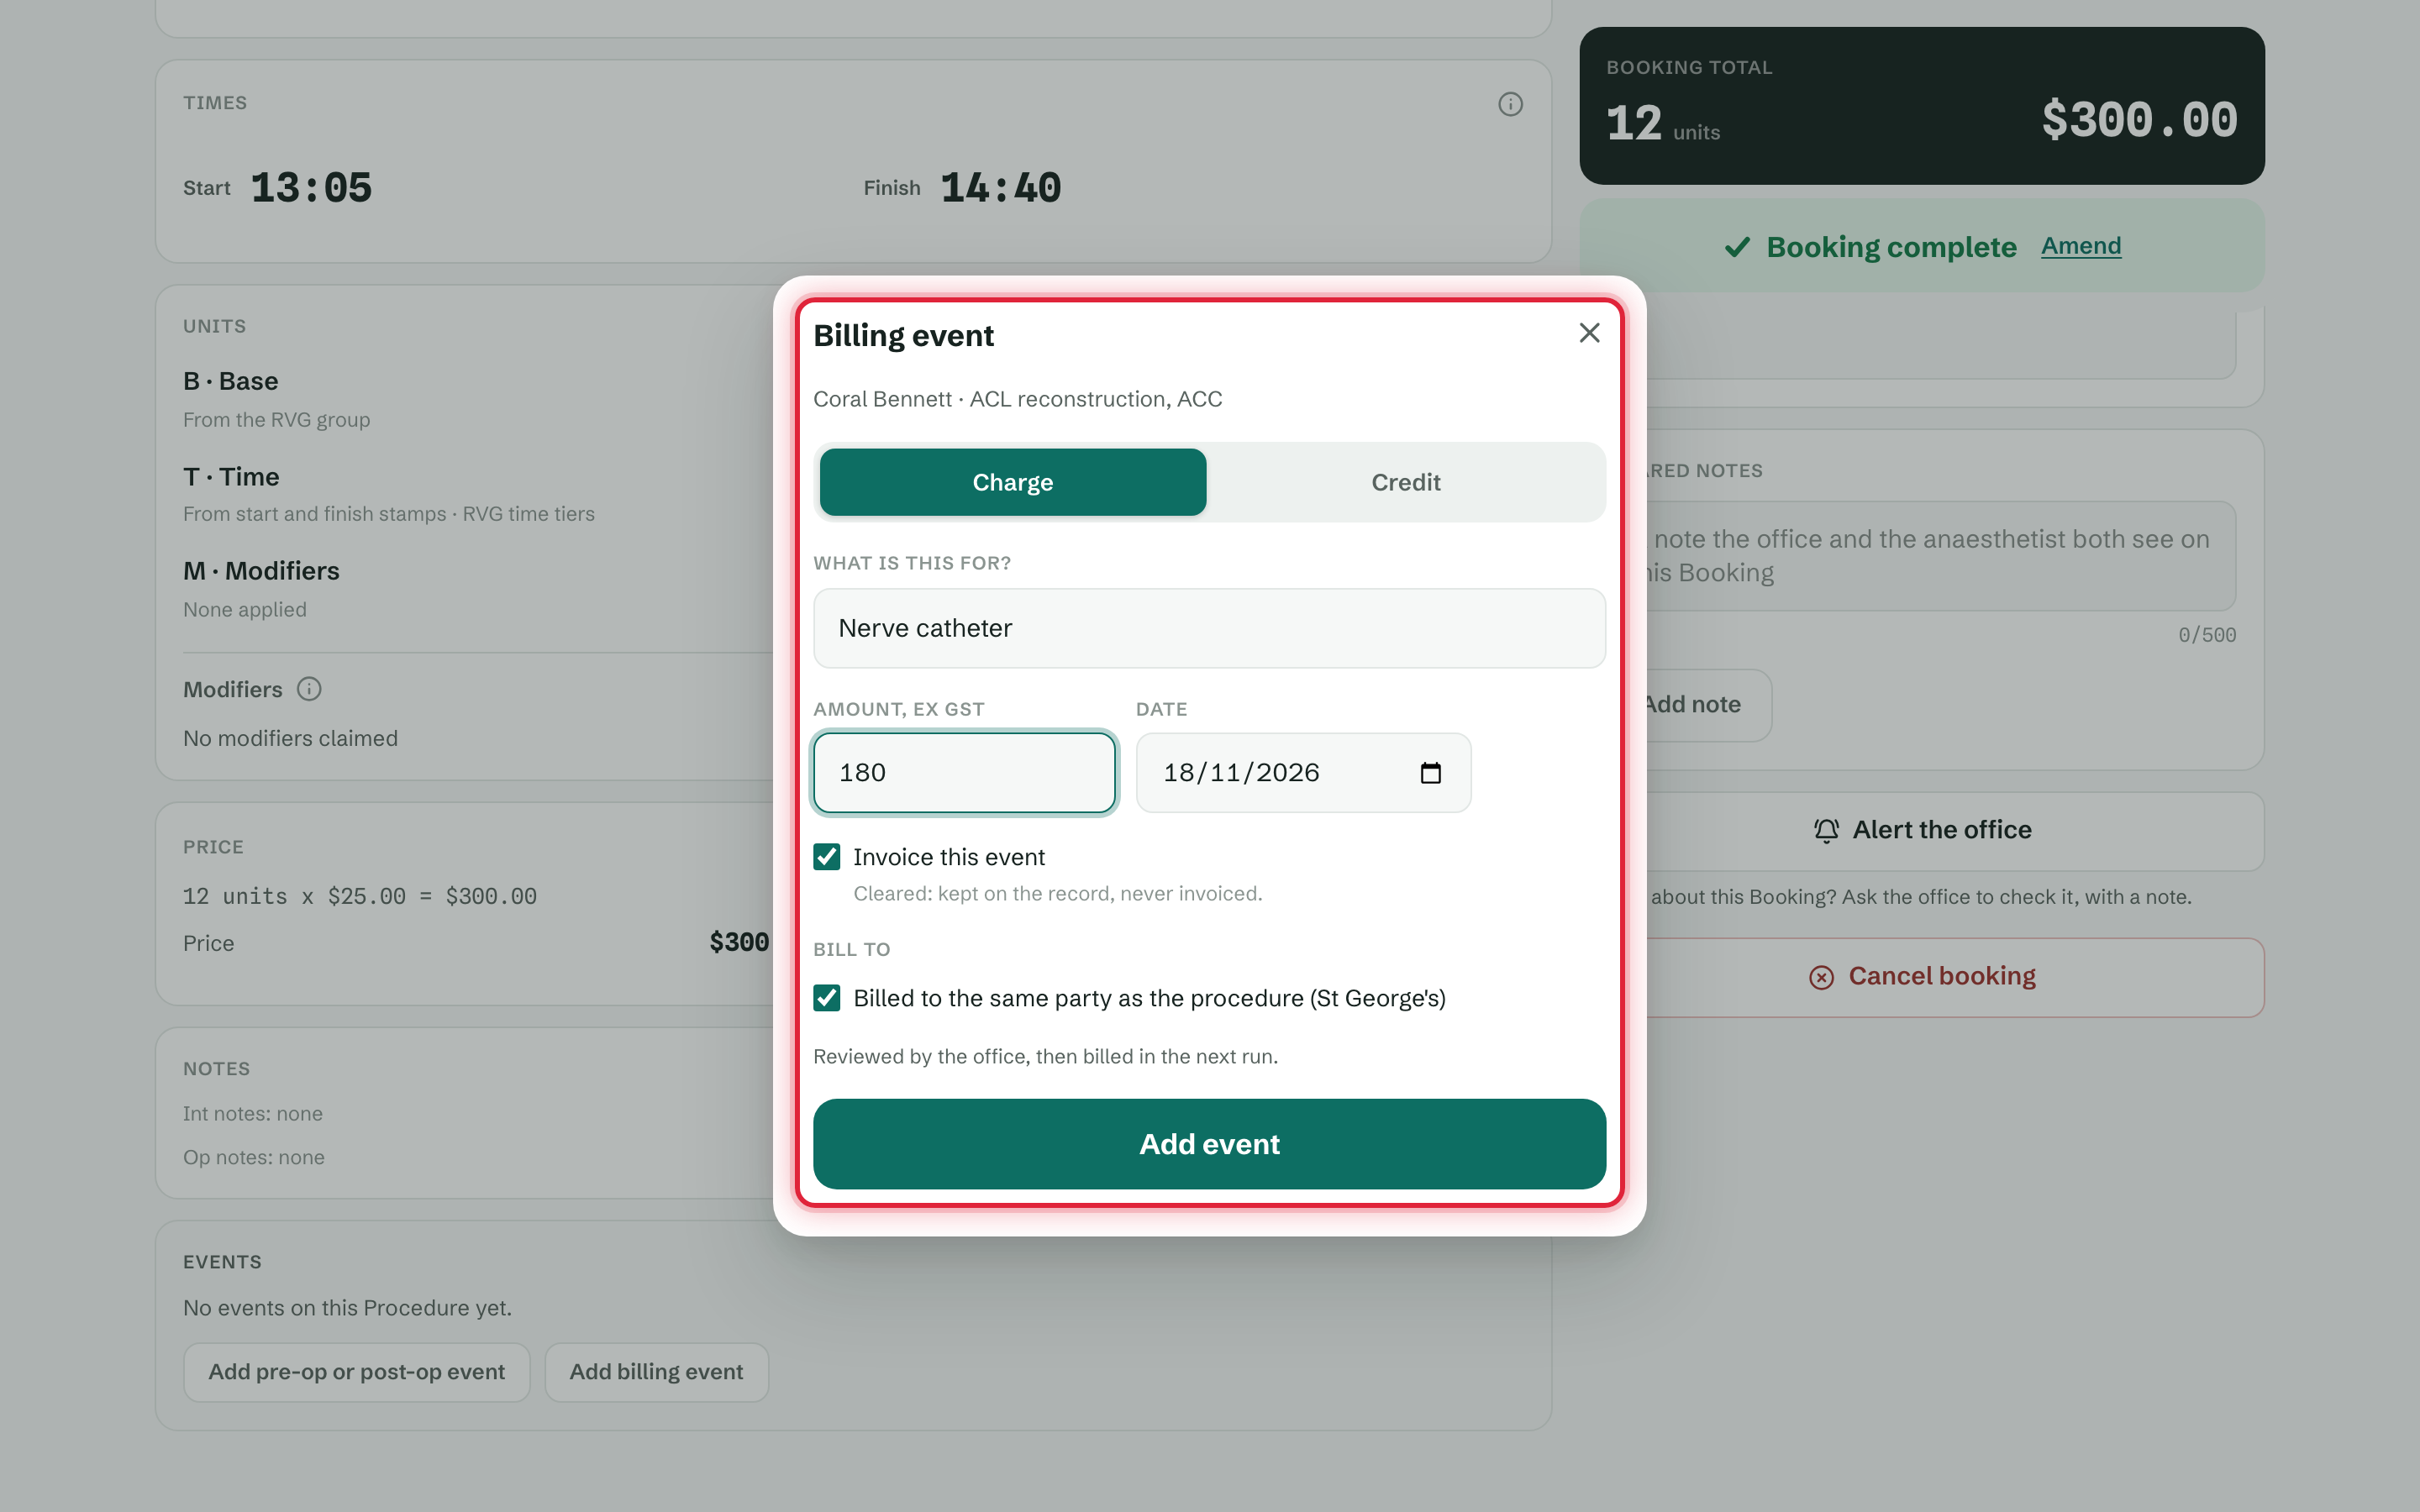 TIMES
Start 13:05
Finish 14:40
UNITS
B · Base
From the RVG group
T · Time
From start and finish stamps · RVG time tiers
M · Modifiers
None applied
Modifiers
No modifiers claimed
PRICE
12 units x $25.00 = $300.00
Price $300
NOTES
Int notes: none
Op notes: none
EVENTS
No events on this Procedure yet.
Add pre-op or post-op event
Add billing event
Billing event
Coral Bennett · ACL reconstruction, ACC
Charge
Credit
WHAT IS THIS FOR?
Nerve catheter
AMOUNT, EX GST
DATE
180
18/11/2026
Invoice this event
Cleared: kept on the record, never invoiced.
BILL TO
Billed to the same party as the procedure (St George's)
Reviewed by the office, then billed in the next run.
Add event
BOOKING TOTAL
12 units
$300.00
Booking complete
Amend
NOTES
note the office and the anaesthetist both see on
Booking
0/500
Add note
Alert the office
about this Booking? Ask the office to check it, with a note.
Cancel booking